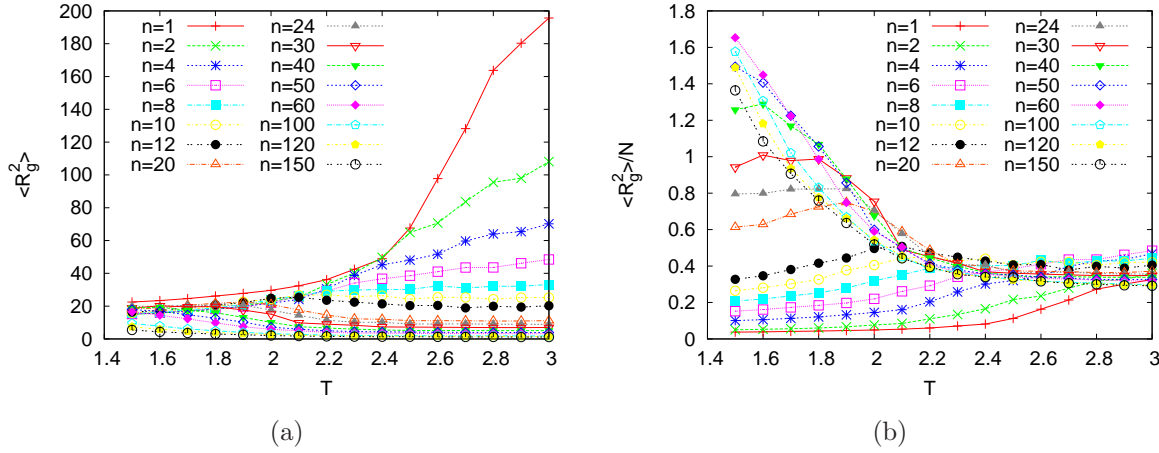 200
180
160
140
120
100
80
60
40
20
0
<R_g^2>
n=1
n=2
n=4
n=6
n=8
n=10
n=12
n=20
n=24
n=30
n=40
n=50
n=60
n=100
n=120
n=150
1.4 1.6 1.8 2 2.2 2.4 2.6 2.8 3
T
(a)
1.8
1.6
1.4
1.2
1
0.8
0.6
0.4
0.2
0
<R_g^2>/N
n=1
n=2
n=4
n=6
n=8
n=10
n=12
n=20
n=24
n=30
n=40
n=50
n=60
n=100
n=120
n=150
1.4 1.6 1.8 2 2.2 2.4 2.6 2.8 3
T
(b)